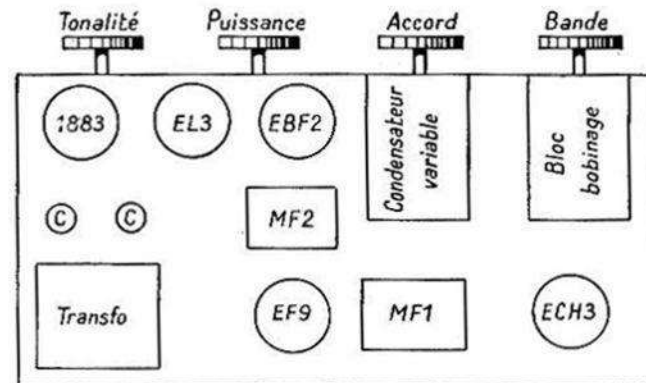 Tonalité Puissance Accord Bande
1883 EL3 EBF2
Condensateur
variable
Bloc
bobinage
C C MF2
Transfo EF9 MF1 ECH3